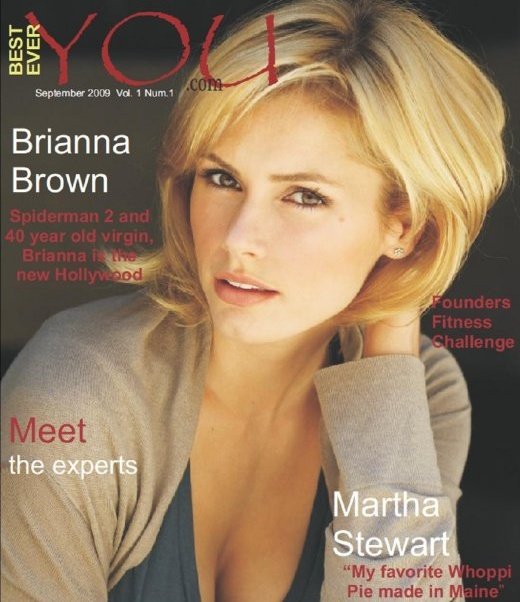 BEST
EVER
YOU
.com
September 2009 Vol. 1 Num.1
Brianna
Brown
Spiderman 2 and
40 year old virgin,
Brianna is the
new Hollywood
Founders
Fitness
Challenge
Meet
the experts
Martha
Stewart
"My favorite Whoppi
Pie made in Maine"